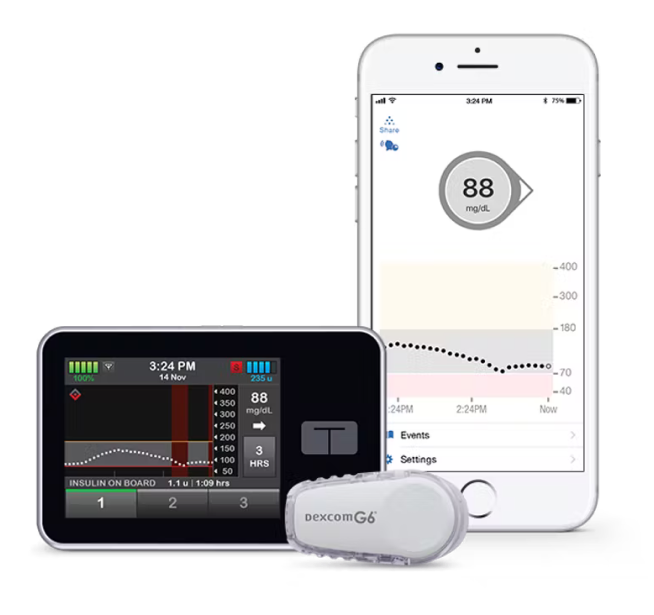 3:24 PM
75%
Share
88
mg/dL
400
300
180
70
40
:24PM
2:24PM
Now
Events
Settings
100%
3:24 PM
14 Nov
235 u
400
350
300
250
200
150
100
50
88
mg/dL
3
HRS
INSULIN ON BOARD 1.1 u | 1:09 hrs
1
2
3
DEXCOM G6